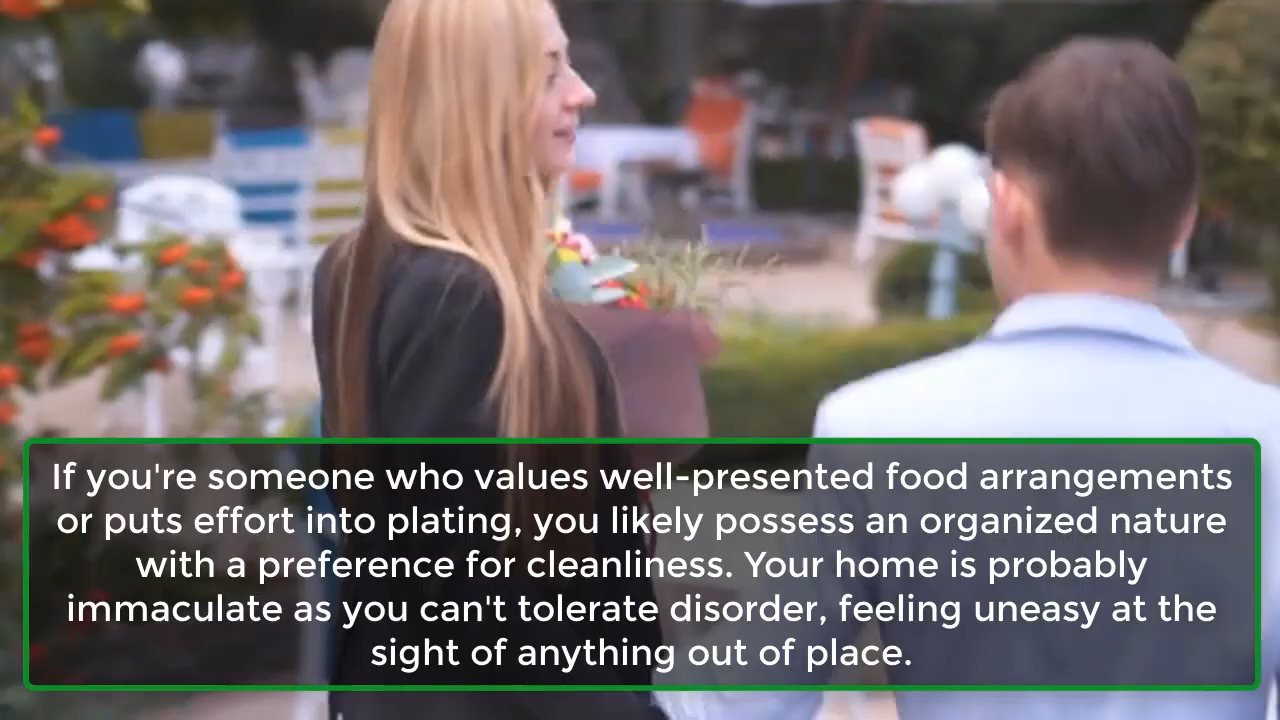 If you're someone who values well-presented food arrangements
or puts effort into plating, you likely possess an organized nature
with a preference for cleanliness. Your home is probably
immaculate as you can't tolerate disorder, feeling uneasy at the
sight of anything out of place.